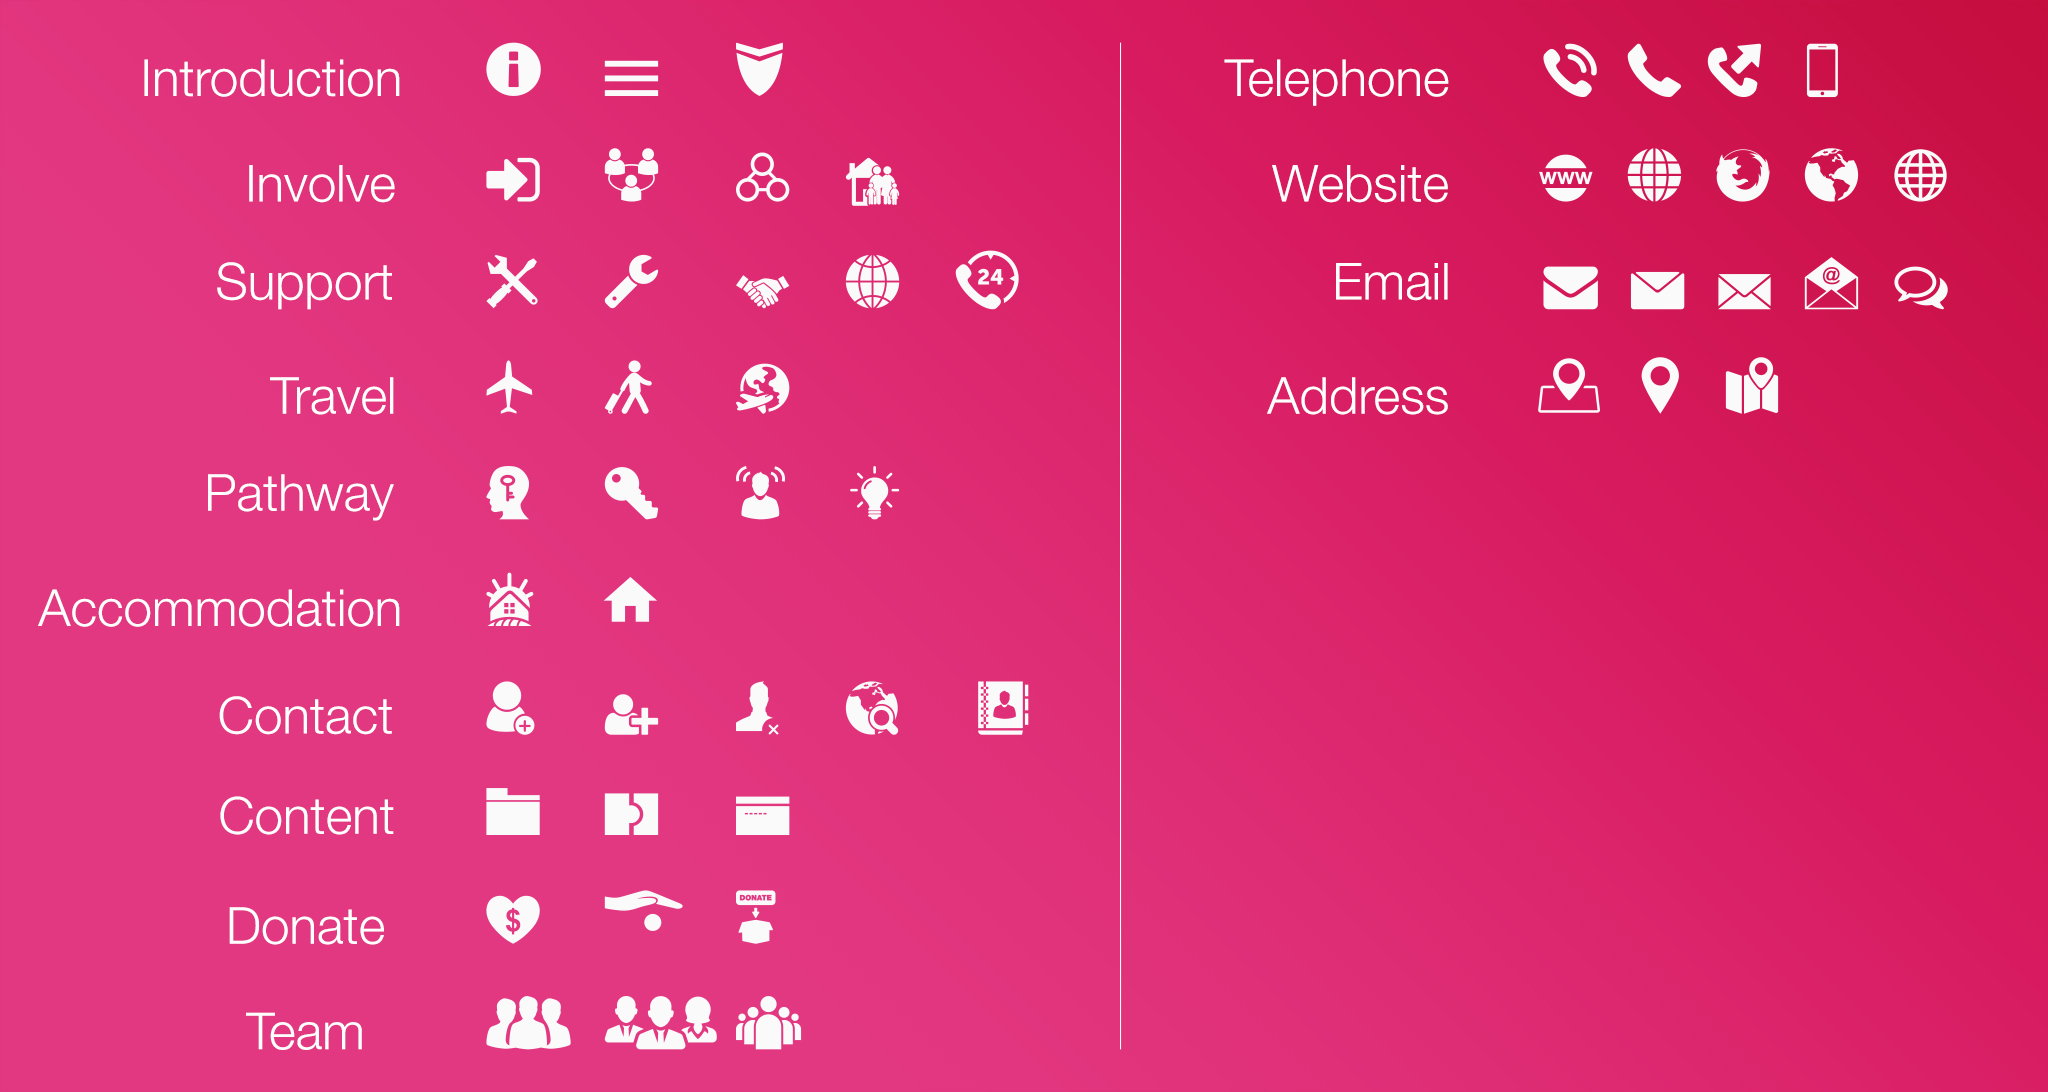 Introduction
Involve
Support
24
Travel
Pathway
Accommodation
Contact
Content
Donate
$
DONATE
Team
Telephone
Website
www
Email
@
Address